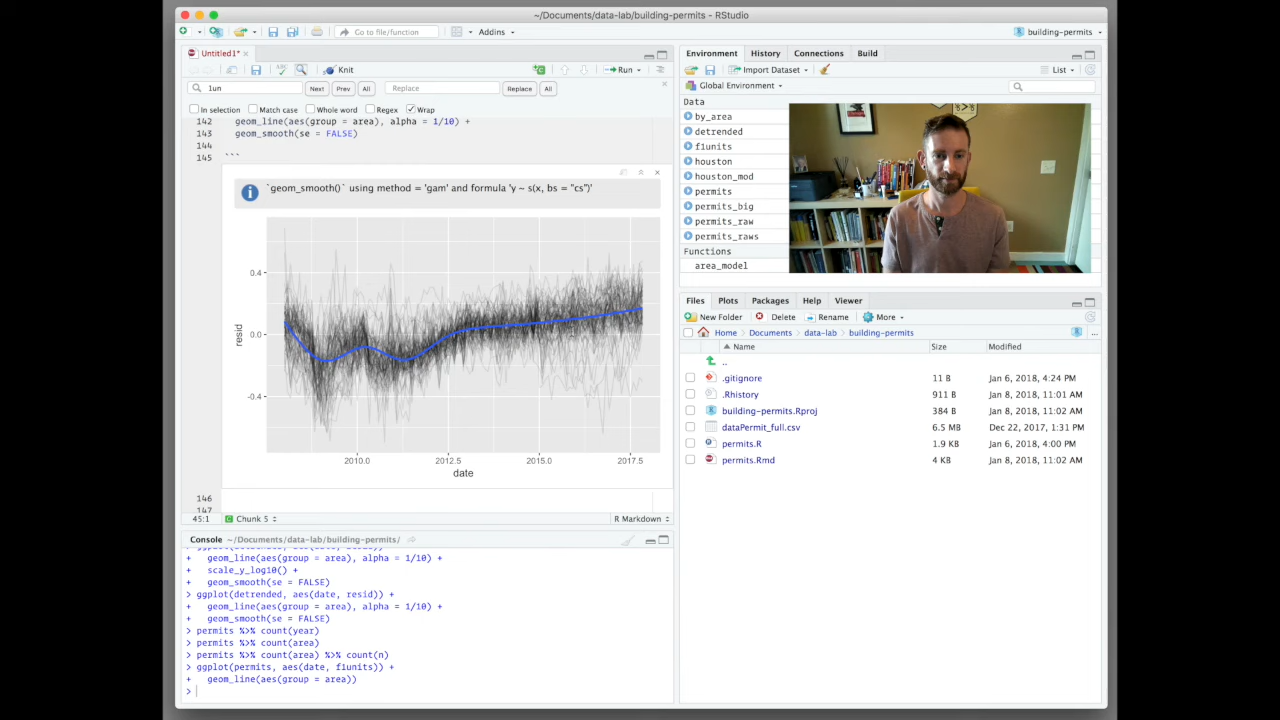 ~/Documents/data-lab/building-permits - RStudio
Go to file/function
Addins
building-permits
Untitled1*
Knit
Run
1un
Next
Prev
All
Replace
Replace
All
In selection
Match case
Whole word
Regex
Wrap
142 geom_line(aes(group = area), alpha = 1/10) +
143 geom_smooth(se = FALSE)
144
145 ```
`geom_smooth()` using method = 'gam' and formula 'y ~ s(x, bs = "cs")'
resid
0.4
0.0
-0.4
2010.0
2012.5
2015.0
2017.5
date
146
147
45:1
Chunk 5
R Markdown
Console ~/Documents/data-lab/building-permits/
+ geom_line(aes(group = area), alpha = 1/10) +
+ scale_y_log10() +
+ geom_smooth(se = FALSE)
> ggplot(detrended, aes(date, resid)) +
+ geom_line(aes(group = area), alpha = 1/10) +
+ geom_smooth(se = FALSE)
> permits %>% count(year)
> permits %>% count(area)
> permits %>% count(area) %>% count(n)
> ggplot(permits, aes(date, f1units)) +
+ geom_line(aes(group = area))
>
Environment
History
Connections
Build
Import Dataset
List
Global Environment
Data
by_area
detrended
f1units
houston
houston_mod
permits
permits_big
permits_raw
permits_raws
Functions
area_model
Files
Plots
Packages
Help
Viewer
New Folder
Delete
Rename
More
Home
Documents
data-lab
building-permits
...
Name
Size
Modified
..
.gitignore 11 B Jan 6, 2018, 4:24 PM
.Rhistory 911 B Jan 8, 2018, 11:01 AM
building-permits.Rproj 384 B Jan 8, 2018, 11:02 AM
dataPermit_full.csv 6.5 MB Dec 22, 2017, 1:31 PM
permits.R 1.9 KB Jan 6, 2018, 4:00 PM
permits.Rmd 4 KB Jan 8, 2018, 11:02 AM